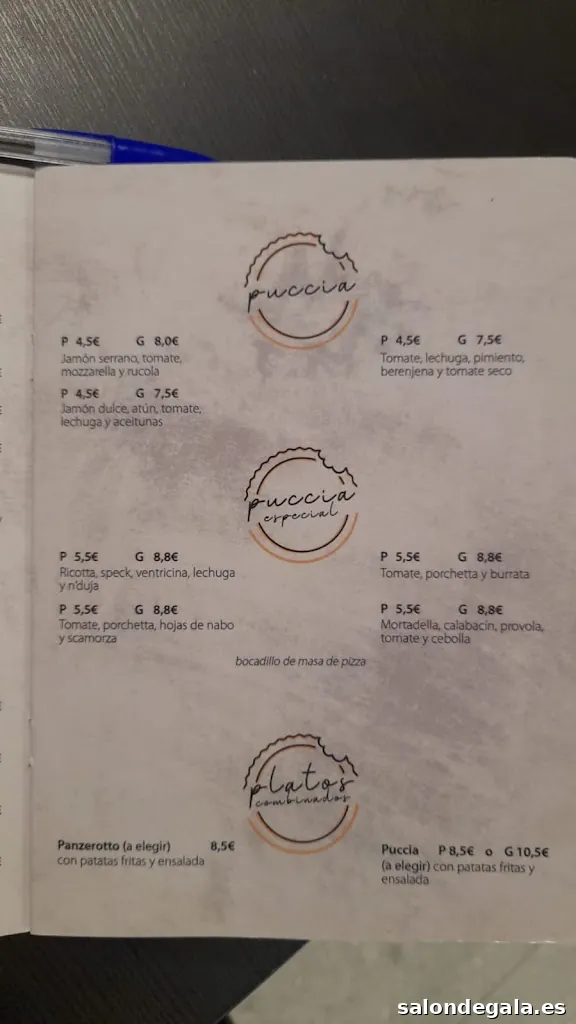 puccia
P 4,5€ G 8,0€
Jamón serrano, tomate,
mozzarella y rucola
P 4,5€ G 7,5€
Jamón dulce, atún, tomate,
lechuga y aceitunas
P 4,5€ G 7,5€
Tomate, lechuga, pimiento,
berenjena y tomate seco
puccia
especial
P 5,5€ G 8,8€
Ricotta, speck, ventricina, lechuga
y n'duja
P 5,5€ G 8,8€
Tomate, porchetta, hojas de nabo
y scamorza
P 5,5€ G 8,8€
Tomate, porchetta y burrata
P 5,5€ G 8,8€
Mortadella, calabacín, provola,
tomate y cebolla
bocadillo de masa de pizza
platos
combinados
Panzerotto (a elegir) 8,5€
con patatas fritas y ensalada
Puccia P 8,5€ o G 10,5€
(a elegir) con patatas fritas y
ensalada
salondegala.es